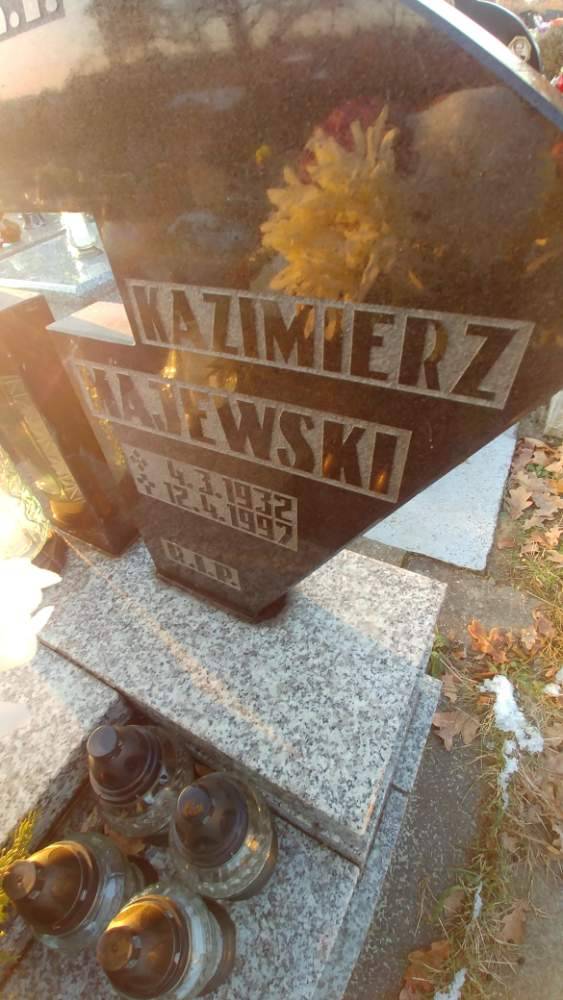 KAZIMIERZ
MAJEWSKI
4.3.1932
12.4.1997
R.I.P.